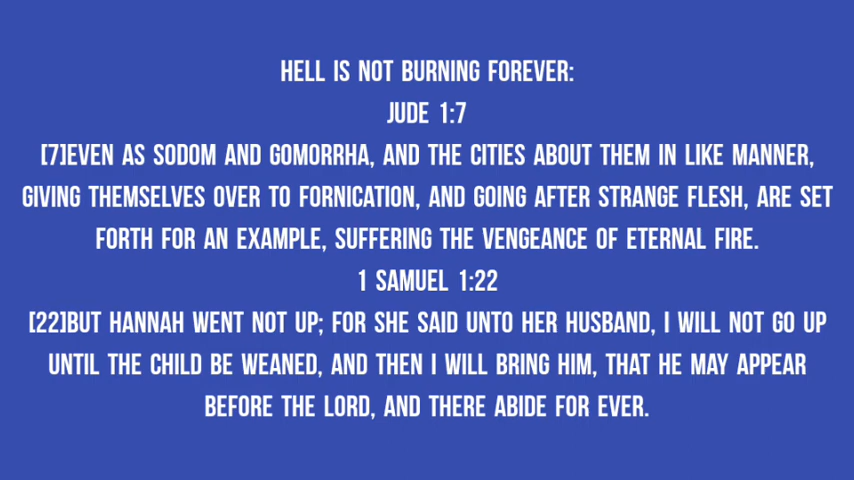 HELL IS NOT BURNING FOREVER:
JUDE 1:7
[7]EVEN AS SODOM AND GOMORRHA, AND THE CITIES ABOUT THEM IN LIKE MANNER,
GIVING THEMSELVES OVER TO FORNICATION, AND GOING AFTER STRANGE FLESH, ARE SET
FORTH FOR AN EXAMPLE, SUFFERING THE VENGEANCE OF ETERNAL FIRE.
1 SAMUEL 1:22
[22]BUT HANNAH WENT NOT UP; FOR SHE SAID UNTO HER HUSBAND, I WILL NOT GO UP
UNTIL THE CHILD BE WEANED, AND THEN I WILL BRING HIM, THAT HE MAY APPEAR
BEFORE THE LORD, AND THERE ABIDE FOR EVER.